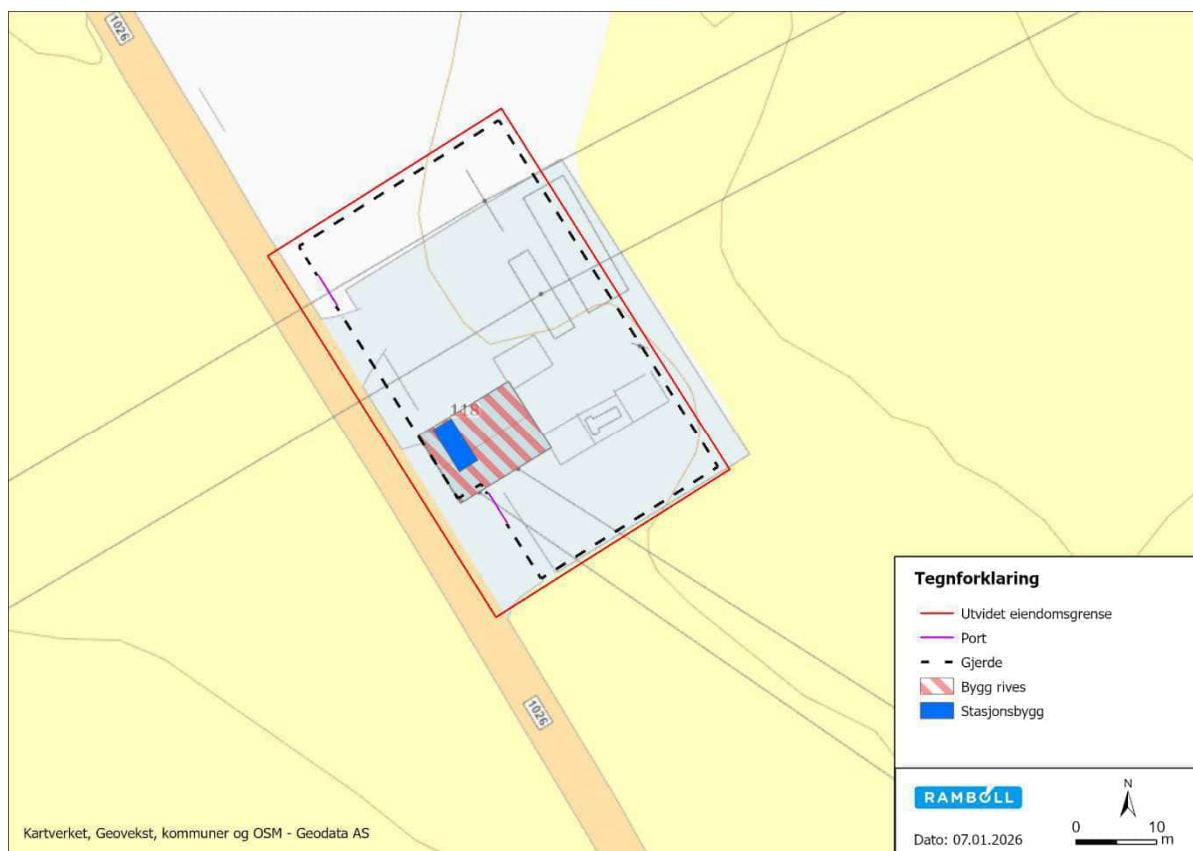 1026
118
1026
Tegnforklaring
Utvidet eiendomsgrense
Port
Gjerde
Bygg rives
Stasjonsbygg
RAMBOLL
N
0 10
m
Dato: 07.01.2026
Kartverket, Geovekst, kommuner og OSM - Geodata AS